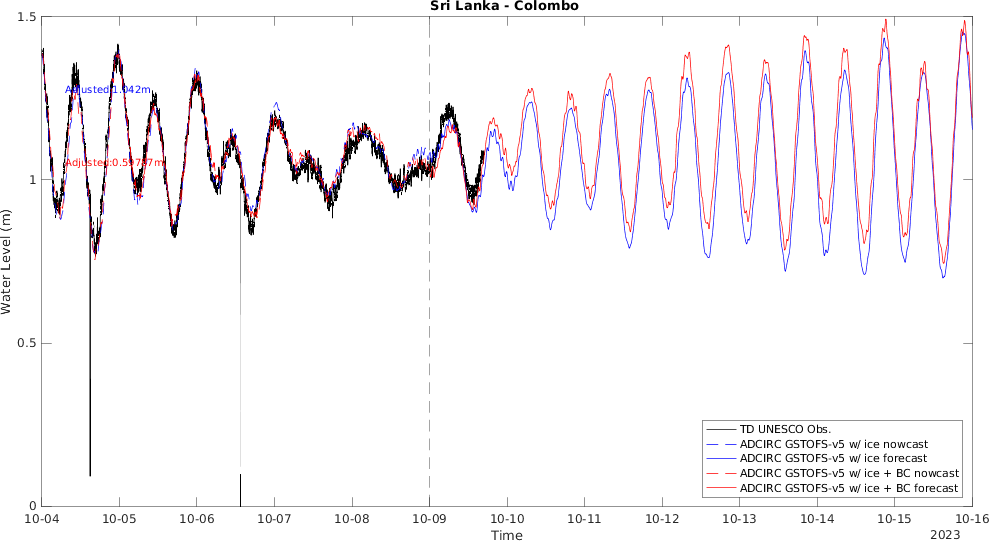 Sri Lanka - Colombo
1.5
Adjusted:1.042m
Adjusted:0.59757m
1
0.5
0
Water Level (m)
TD UNESCO Obs.
ADCIRC GSTOFS-v5 w/ ice nowcast
ADCIRC GSTOFS-v5 w/ ice forecast
ADCIRC GSTOFS-v5 w/ ice + BC nowcast
ADCIRC GSTOFS-v5 w/ ice + BC forecast
10-04 10-05 10-06 10-07 10-08 10-09 10-10 10-11 10-12 10-13 10-14 10-15 10-16
Time
2023